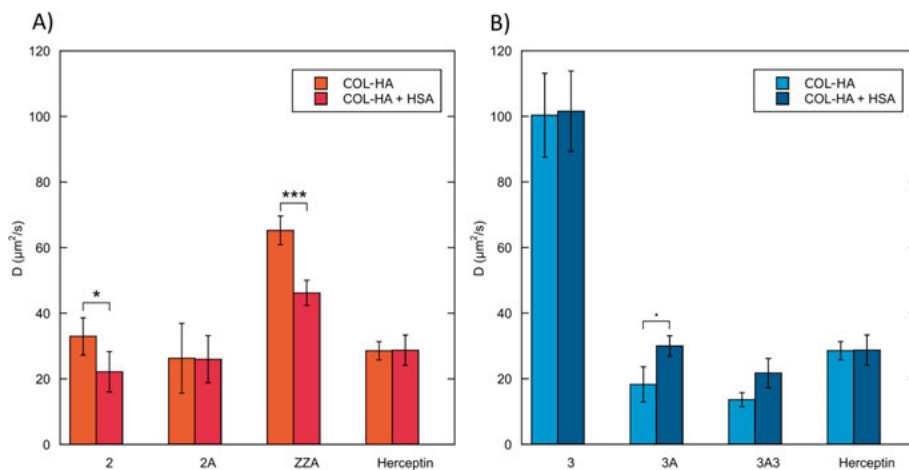 A)
120
100
80
60
40
20
0
D (µm²/s)
COL-HA
COL-HA + HSA
*
***
2 2A ZZA Herceptin
B)
120
100
80
60
40
20
0
D (µm²/s)
COL-HA
COL-HA + HSA
.
3 3A 3A3 Herceptin